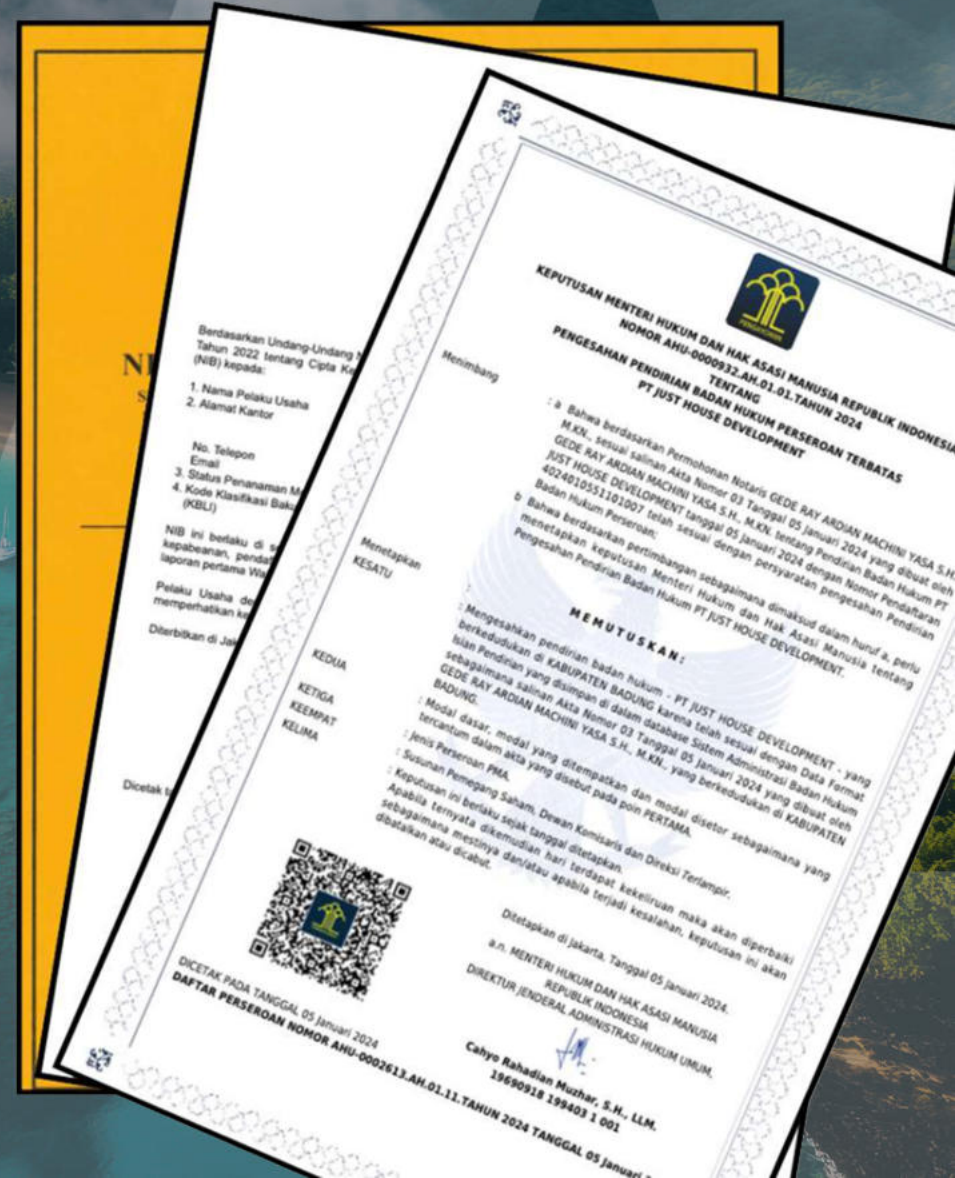 NI
S
Berdasarkan Undang-Undang
Tahun 2022 tentang Cipta
(NIB) kepada:
1. Nama Pelaku Usaha
2. Alamat Kantor
No. Telepon
Email
3. Status Penanaman
4. Kode Klasifikasi
(KBLI)
NIB ini berlaku di
kepabeanan,
laporan pertama
Pelaku Usaha
memperhatikan
Diterbitkan di
Dicetak
PENGAYOMAN
KEPUTUSAN MENTERI HUKUM DAN HAK ASASI MANUSIA REPUBLIK INDONESIA
NOMOR AHU-0000932.AH.01.01.TAHUN 2024
TENTANG
PENGESAHAN PENDIRIAN BADAN HUKUM PERSEROAN TERBATAS
PT JUST HOUSE DEVELOPMENT
Menimbang
: a Bahwa berdasarkan Permohonan Notaris GEDE RAY ARDIAN MACHINI YASA S.H.,
M.KN., sesuai salinan Akta Nomor 03 Tanggal 05 Januari 2024 yang dibuat oleh
GEDE RAY ARDIAN MACHINI YASA S.H., M.KN. tentang Pendirian Badan Hukum PT
JUST HOUSE DEVELOPMENT tanggal 05 Januari 2024 dengan Nomor Pendaftaran
4024010551101007 telah sesuai dengan persyaratan pengesahan Pendirian
Badan Hukum Perseroan;
b Bahwa berdasarkan pertimbangan sebagaimana dimaksud dalam huruf a, perlu
menetapkan keputusan Menteri Hukum dan Hak Asasi Manusia tentang
Pengesahan Pendirian Badan Hukum PT JUST HOUSE DEVELOPMENT.
MEMUTUSKAN:
Menetapkan :
KESATU : Mengesahkan pendirian badan hukum - PT JUST HOUSE DEVELOPMENT - yang
berkedudukan di KABUPATEN BADUNG karena telah sesuai dengan Data Format
Isian Pendirian yang disimpan di dalam database Sistem Administrasi Badan Hukum
sebagaimana salinan Akta Nomor 03 Tanggal 05 Januari 2024 yang dibuat oleh
GEDE RAY ARDIAN MACHINI YASA S.H., M.KN., yang berkedudukan di KABUPATEN
BADUNG.
KEDUA : Modal dasar, modal yang ditempatkan dan modal disetor sebagaimana yang
tercantum dalam akta yang disebut pada poin PERTAMA.
KETIGA : Jenis Perseroan PMA.
KEEMPAT : Susunan Pemegang Saham, Dewan Komisaris dan Direksi Terlampir.
KELIMA : Keputusan ini berlaku sejak tanggal ditetapkan.
Apabila ternyata dikemudian hari terdapat kekeliruan maka akan diperbaiki
sebagaimana mestinya dan/atau apabila terjadi kesalahan, keputusan ini akan
dibatalkan atau dicabut.
Ditetapkan di Jakarta, Tanggal 05 Januari 2024.
a.n. MENTERI HUKUM DAN HAK ASASI MANUSIA
REPUBLIK INDONESIA
DIREKTUR JENDERAL ADMINISTRASI HUKUM UMUM,
Cahyo Rahadian Muzhar, S.H., LLM.
19690918 199403 1 001
DICETAK PADA TANGGAL 05 Januari 2024
DAFTAR PERSEROAN NOMOR AHU-0002613.AH.01.11.TAHUN 2024 TANGGAL 05 Januari